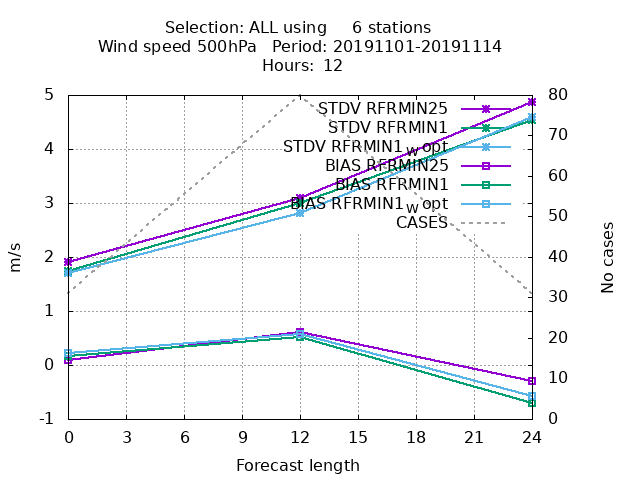 Selection: ALL using 6 stations
Wind speed 500hPa Period: 20191101-20191114
Hours: 12
STDV RFRMIN25
STDV RFRMIN1
STDV RFRMIN1w opt
BIAS RFRMIN25
BIAS RFRMIN1
BIAS RFRMIN1w opt
CASES
5
4
3
2
1
0
-1
m/s
80
70
60
50
40
30
20
10
0
No cases
0 3 6 9 12 15 18 21 24
Forecast length